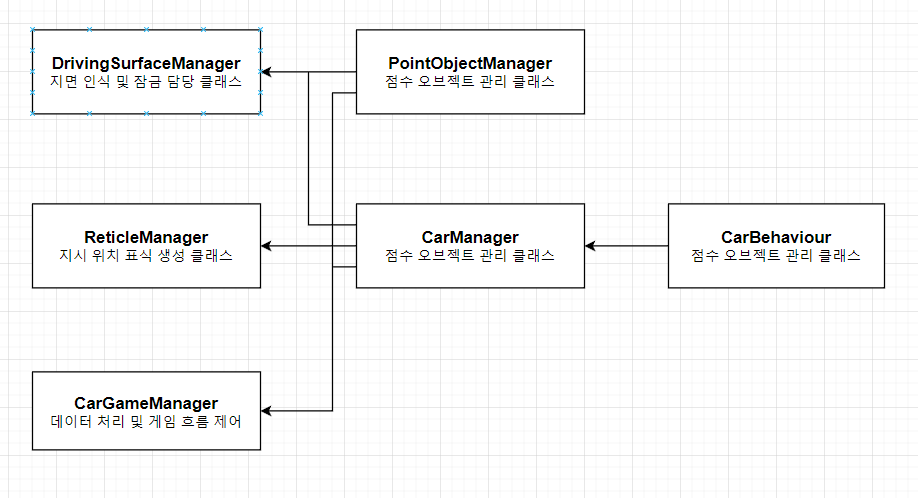 DrivingSurfaceManager
지면 인식 및 잠금 담당 클래스
PointObjectManager
점수 오브젝트 관리 클래스
ReticleManager
지시 위치 표식 생성 클래스
CarManager
점수 오브젝트 관리 클래스
CarBehaviour
점수 오브젝트 관리 클래스
CarGameManager
데이터 처리 및 게임 흐름 제어